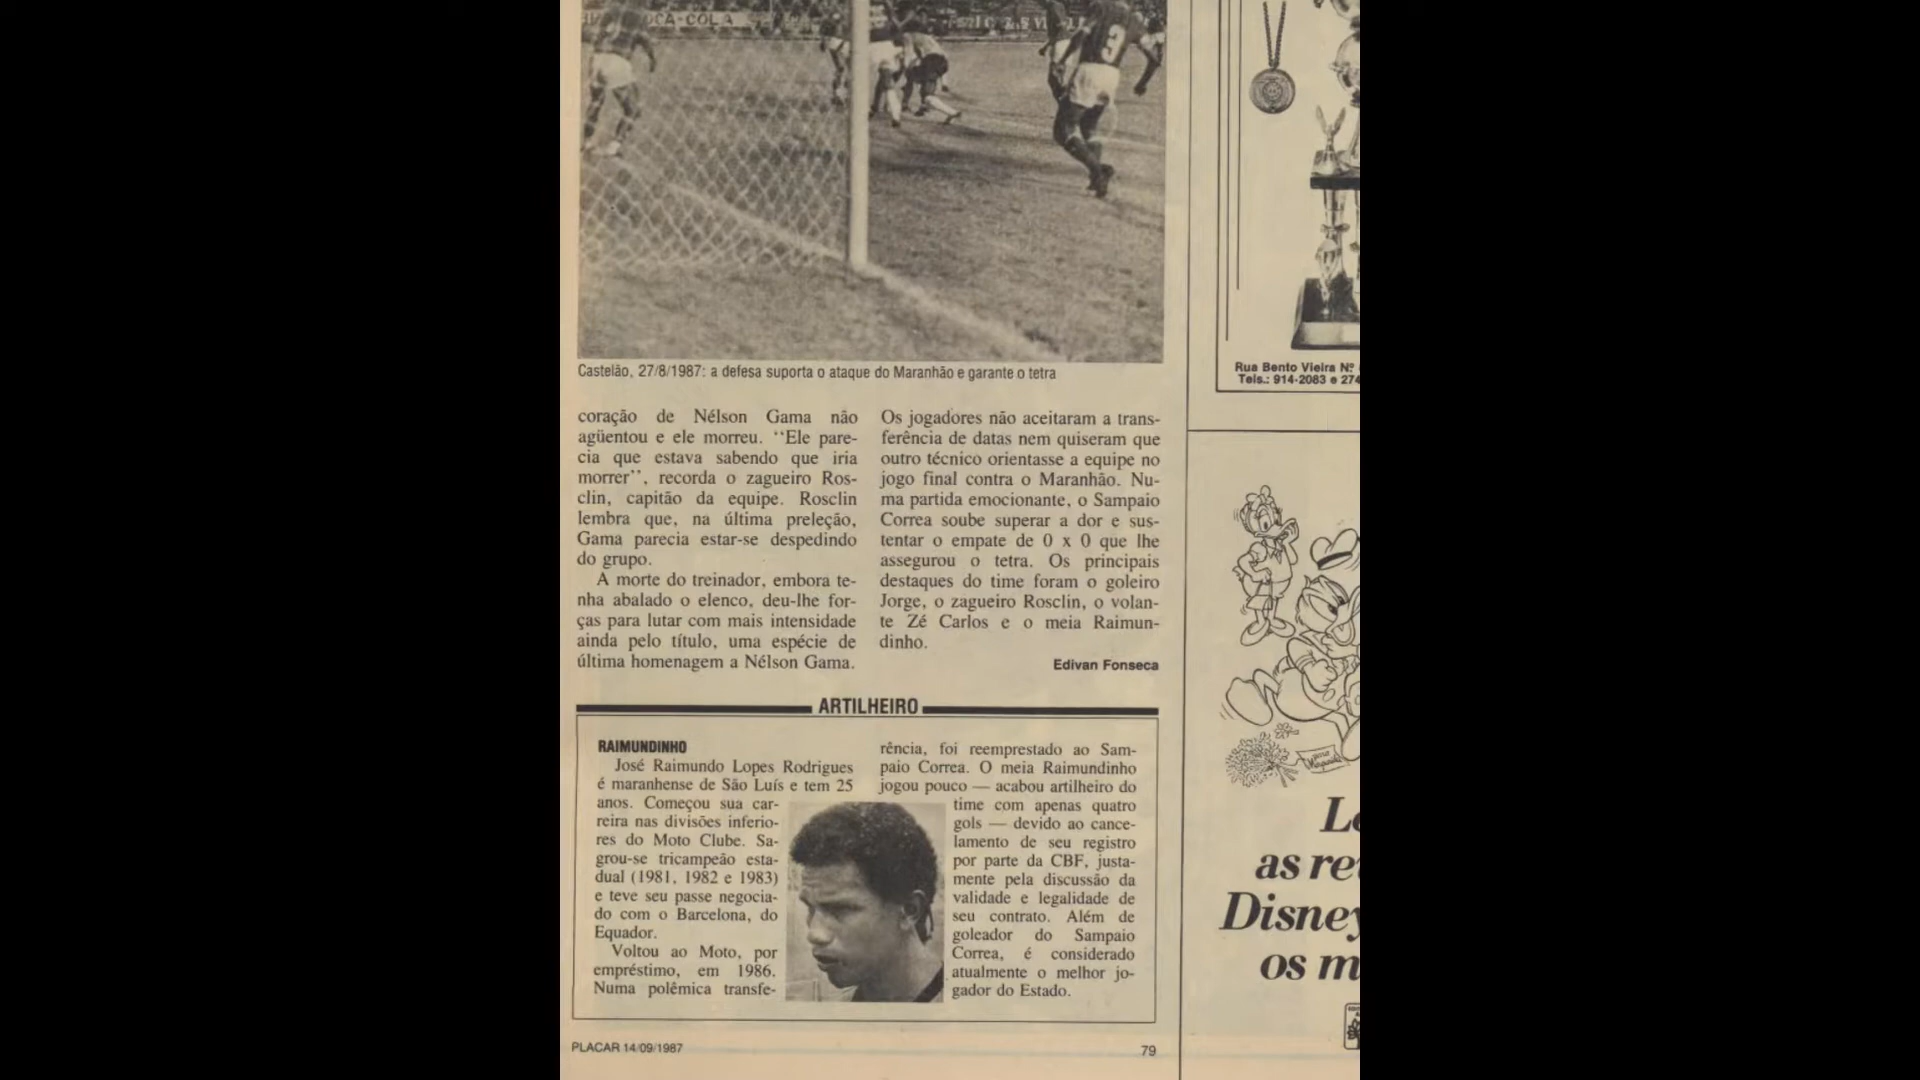 COCA-COLA
9
Castelão, 27/8/1987: a defesa suporta o ataque do Maranhão e garante o tetra
coração de Nélson Gama não
agüentou e ele morreu. “Ele pare-
cia que estava sabendo que iria
morrer”, recorda o zagueiro Ros-
clin, capitão da equipe. Rosclin
lembra que, na última preleção,
Gama parecia estar-se despedindo
do grupo.
A morte do treinador, embora te-
nha abalado o elenco, deu-lhe for-
ças para lutar com mais intensidade
ainda pelo título, uma espécie de
última homenagem a Nélson Gama.
Os jogadores não aceitaram a trans-
ferência de datas nem quiseram que
outro técnico orientasse a equipe no
jogo final contra o Maranhão. Nu-
ma partida emocionante, o Sampaio
Correa soube superar a dor e sus-
tentar o empate de 0 x 0 que lhe
assegurou o tetra. Os principais
destaques do time foram o goleiro
Jorge, o zagueiro Rosclin, o volan-
te Zé Carlos e o meia Raimun-
dinho.
Edivan Fonseca
ARTILHEIRO
RAIMUNDINHO
José Raimundo Lopes Rodrigues
é maranhense de São Luís e tem 25
anos. Começou sua car-
reira nas divisões inferio-
res do Moto Clube. Sa-
grou-se tricampeão esta-
dual (1981, 1982 e 1983)
e teve seu passe negocia-
do com o Barcelona, do
Equador.
Voltou ao Moto, por
empréstimo, em 1986.
Numa polêmica transfe-
rência, foi reemprestado ao Sam-
paio Correa. O meia Raimundinho
jogou pouco — acabou artilheiro do
time com apenas quatro
gols — devido ao cance-
lamento de seu registro
por parte da CBF, justa-
mente pela discussão da
validade e legalidade de
seu contrato. Além de
goleador do Sampaio
Correa, é considerado
atualmente o melhor jo-
gador do Estado.
PLACAR 14/09/1987
79
Rua Bento Vieira Nº
Tels.: 914-2083 e 274
Le
as re
Disney
os m